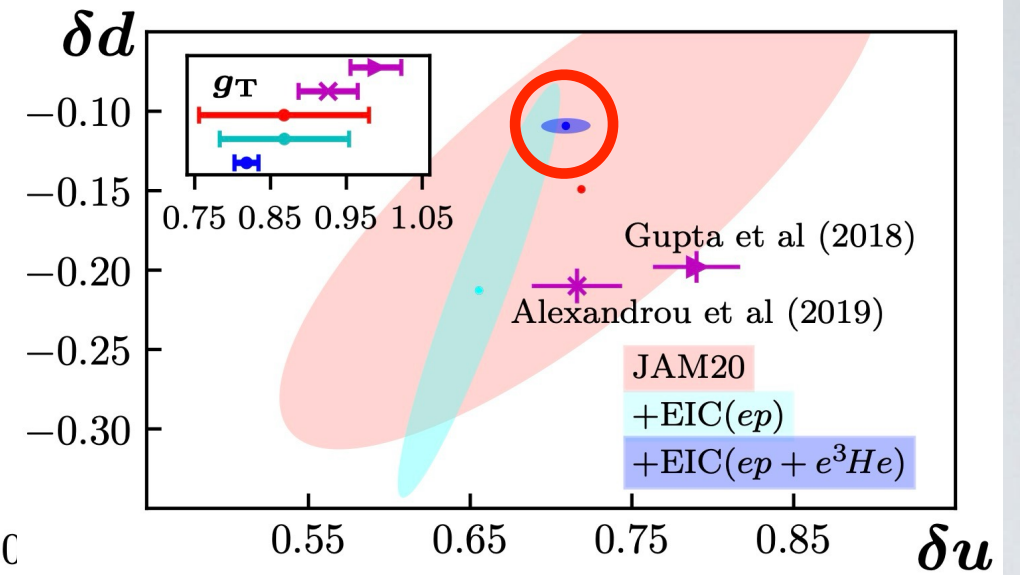 δd
g_T
−0.10
−0.15
0.75 0.85 0.95 1.05
−0.20
Gupta et al (2018)
Alexandrou et al (2019)
−0.25
JAM20
+EIC(ep)
−0.30
+EIC(ep + e³He)
0.55 0.65 0.75 0.85
δu
0